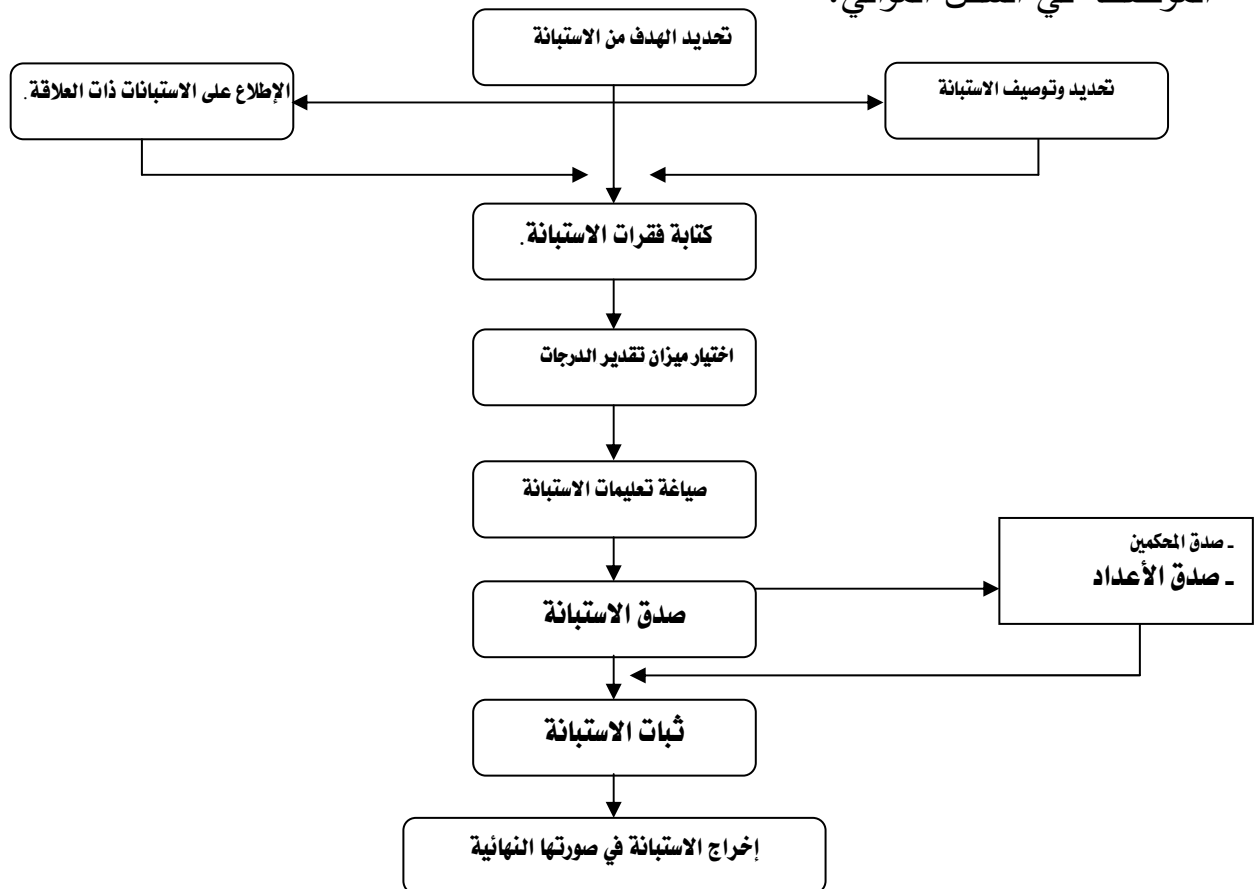 تحديد الهدف من الاستبانة
تحديد وتوصيف الاستبانة
الإطلاع على الاستبانات ذات العلاقة.
كتابة فقرات الاستبانة.
اختيار ميزان تقدير الدرجات
صياغة تعليمات الاستبانة
ـ صدق المحكمين
ـ صدق الأعداد
صدق الاستبانة
ثبات الاستبانة
إخراج الاستبانة في صورتها النهائية